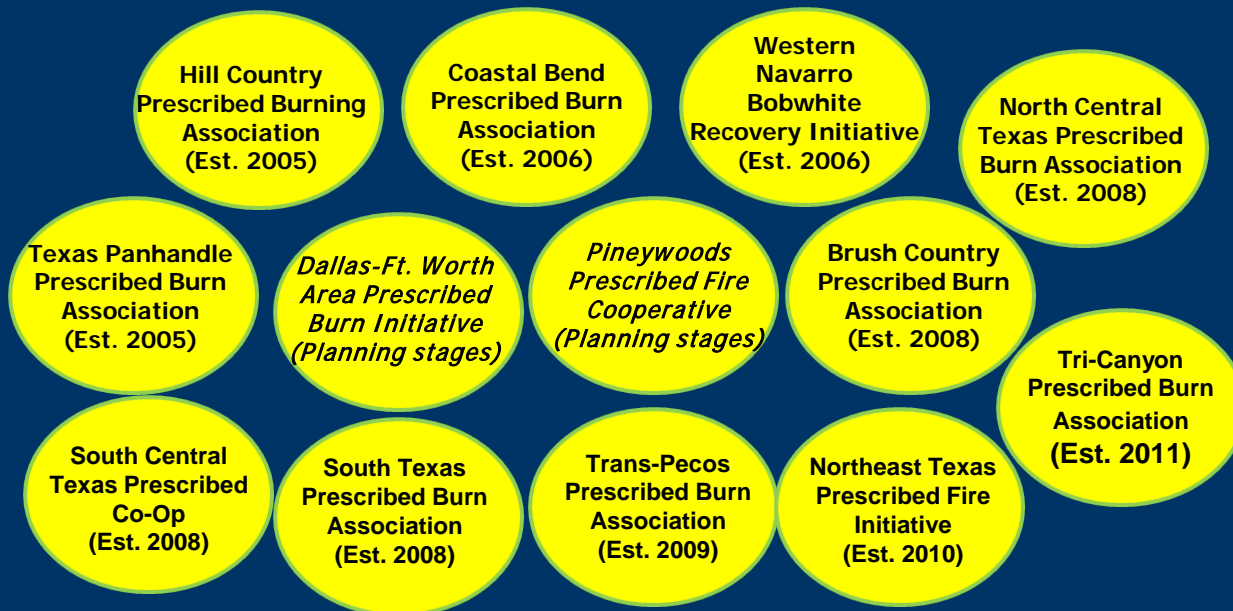 Hill Country
Prescribed Burning
Association
(Est. 2005)
Coastal Bend
Prescribed Burn
Association
(Est. 2006)
Western
Navarro
Bobwhite
Recovery Initiative
(Est. 2006)
North Central
Texas Prescribed
Burn Association
(Est. 2008)
Texas Panhandle
Prescribed Burn
Association
(Est. 2005)
Dallas-Ft. Worth
Area Prescribed
Burn Initiative
(Planning stages)
Pineywoods
Prescribed Fire
Cooperative
(Planning stages)
Brush Country
Prescribed Burn
Association
(Est. 2008)
Tri-Canyon
Prescribed Burn
Association
(Est. 2011)
South Central
Texas Prescribed
Co-Op
(Est. 2008)
South Texas
Prescribed Burn
Association
(Est. 2008)
Trans-Pecos
Prescribed Burn
Association
(Est. 2009)
Northeast Texas
Prescribed Fire
Initiative
(Est. 2010)